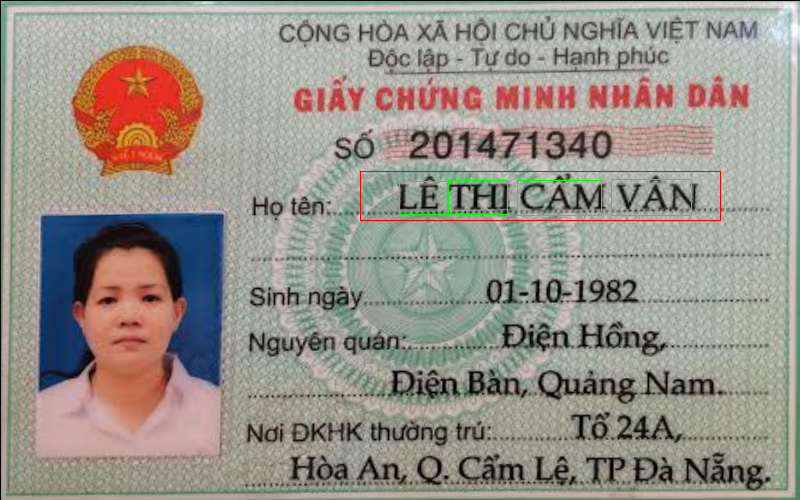 CỘNG HÒA XÃ HỘI CHỦ NGHĨA VIỆT NAM
Độc lập - Tự do - Hạnh phúc
GIẤY CHỨNG MINH NHÂN DÂN
SỐ 201471340
Họ tên: LÊ THỊ CẨM VÂN
Sinh ngày 01-10-1982
Nguyên quán: Điện Hồng,
Điện Bàn, Quảng Nam.
Nơi ĐKHK thường trú: Tổ 24A,
Hòa An, Q. Cẩm Lệ, TP Đà Nẵng.
VIỆT NAM